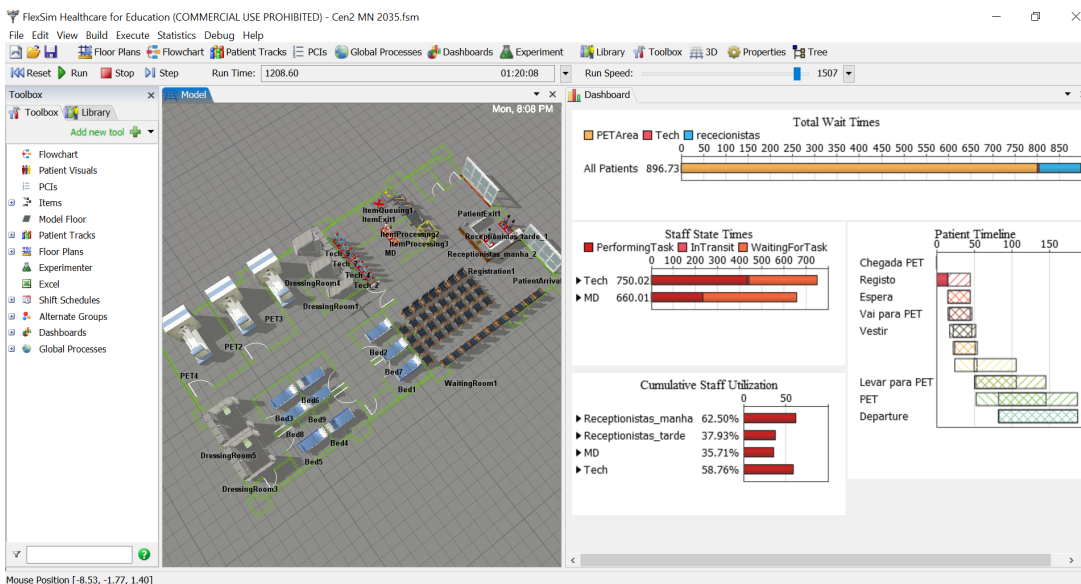 FlexSim Healthcare for Education (COMMERCIAL USE PROHIBITED) - Cen2 MN 2035.fsm
File Edit View Build Execute Statistics Debug Help
Floor Plans Flowchart Patient Tracks PCIs Global Processes Dashboards Experiment Library Toolbox 3D Properties Tree
Reset Run Stop Step Run Time: 1208.60 01:20:08 Run Speed: 1507
Toolbox
Toolbox Library
Add new tool
Flowchart
Patient Visuals
PCIs
Items
Model Floor
Patient Tracks
Floor Plans
Experimenter
Excel
Shift Schedules
Alternate Groups
Dashboards
Global Processes
Model
Mon, 8:08 PM
ItemQueuing1
ItemExit1
ItemProcessing2
ItemProcessing3
MD
PatientExit1
Receptionistas_tarde_1
Receptionistas_manha_2
Registration1
PatientArrival
Tech_5
Tech_7
Tech_4
Tech_2
DressingRoom4
DressingRoom1
PET3
PET2
PET4
Bed2
Bed7
Bed1
WaitingRoom1
Bed6
Bed3
Bed9
Bed8
Bed4
Bed5
DressingRoom5
DressingRoom3
Dashboard
Total Wait Times
PETArea Tech rececionistas
0 50 100 150 200 250 300 350 400 450 500 550 600 650 700 750 800 850
All Patients 896.73
Staff State Times
PerformingTask InTransit WaitingForTask
0 100 200 300 400 500 600 700
Tech 750.02
MD 660.01
Cumulative Staff Utilization
0 50
Receptionistas_manha 62.50%
Receptionistas_tarde 37.93%
MD 35.71%
Tech 58.76%
Patient Timeline
0 50 100 150
Chegada PET
Registo
Espera
Vai para PET
Vestir
Levar para PET
PET
Departure
Mouse Position [-8.53, -1.77, 1.40]